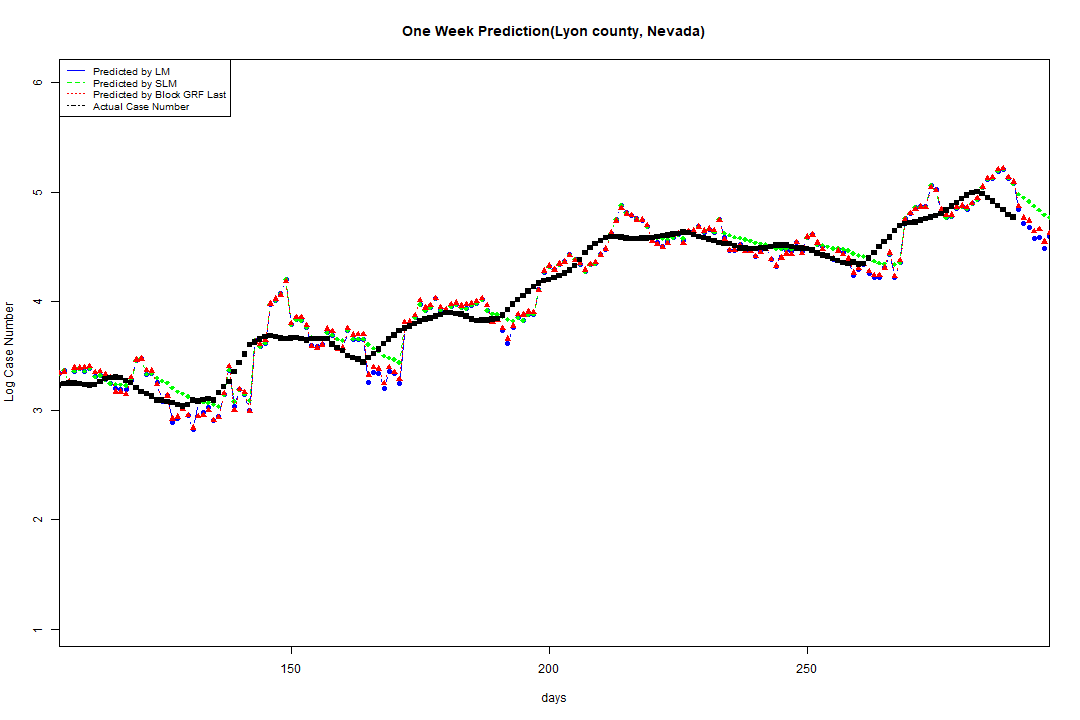 One Week Prediction(Lyon county, Nevada)
Predicted by LM
Predicted by SLM
Predicted by Block GRF Last
Actual Case Number
6
5
4
3
2
1
Log Case Number
150
200
250
days